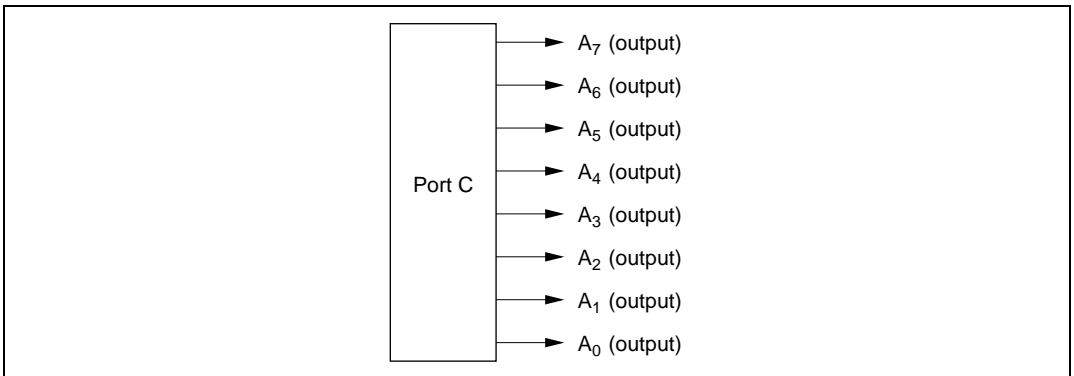 A₇ (output)
A₆ (output)
A₅ (output)
A₄ (output)
Port C
A₃ (output)
A₂ (output)
A₁ (output)
A₀ (output)